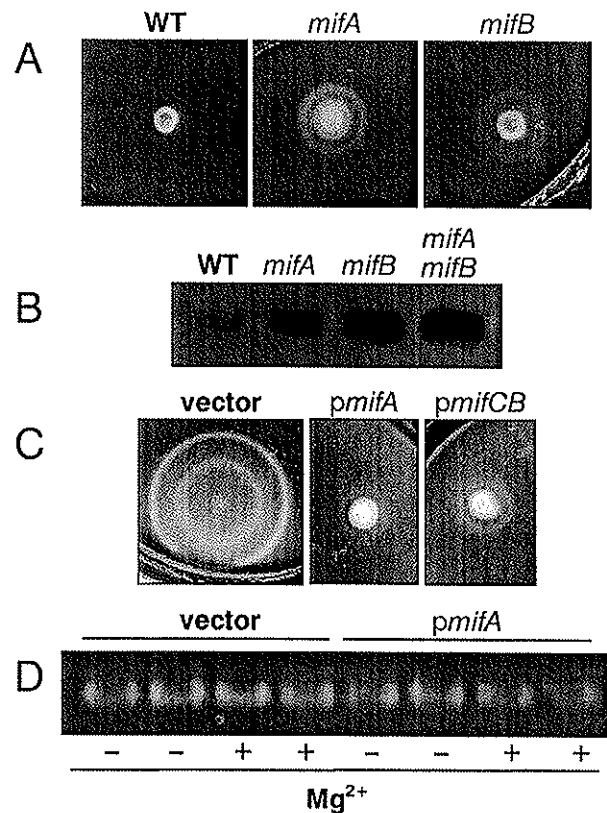 A
WT mifA mifB
B
WT mifA mifB mifA mifB
C
vector pmifA pmifCB
D
vector pmifA
− − + + − − + +
Mg2+